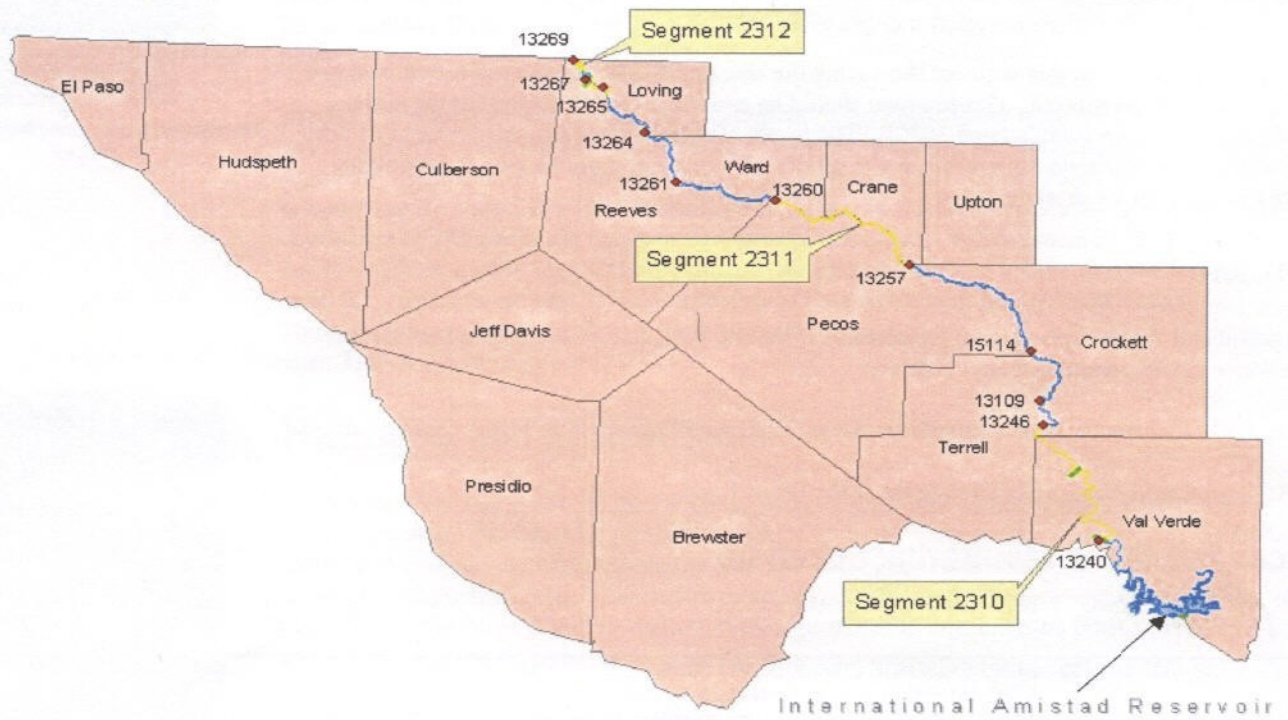 13269
Segment 2312
El Paso
13267
Loving
13265
Hudspeth
Culberson
13264
Ward
13261
13260
Crane
Reeves
Upton
Segment 2311
13257
Jeff Davis
Pecos
15114
Crockett
13109
13246
Terrell
Presidio
Val Verde
Brewster
13240
Segment 2310
International Amistad Reservoir